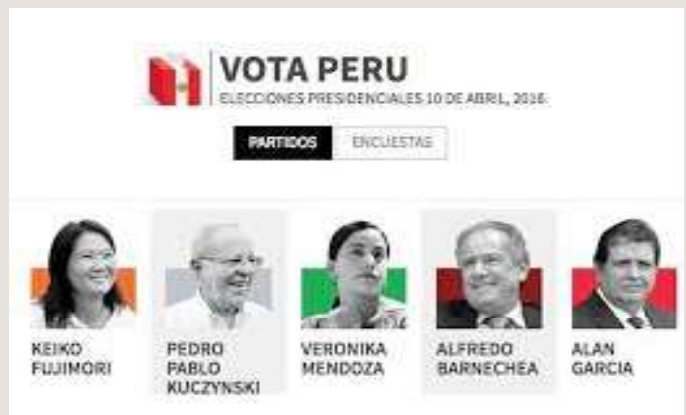 VOTA PERU
ELECCIONES PRESIDENCIALES 10 DE ABRIL, 2016.
PARTIDOS ENCUESTAS
KEIKO
FUJIMORI
PEDRO
PABLO
KUCZYNSKI
VERONIKA
MENDOZA
ALFREDO
BARNECHEA
ALAN
GARCIA